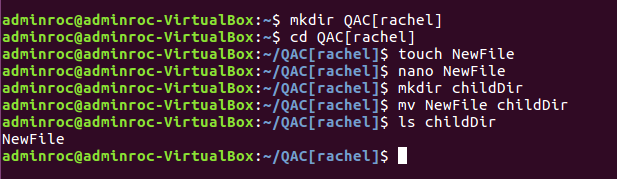 adminroc@adminroc-VirtualBox:~$ mkdir QAC[rachel]
adminroc@adminroc-VirtualBox:~$ cd QAC[rachel]
adminroc@adminroc-VirtualBox:~/QAC[rachel]$ touch NewFile
adminroc@adminroc-VirtualBox:~/QAC[rachel]$ nano NewFile
adminroc@adminroc-VirtualBox:~/QAC[rachel]$ mkdir childDir
adminroc@adminroc-VirtualBox:~/QAC[rachel]$ mv NewFile childDir
adminroc@adminroc-VirtualBox:~/QAC[rachel]$ ls childDir
NewFile
adminroc@adminroc-VirtualBox:~/QAC[rachel]$